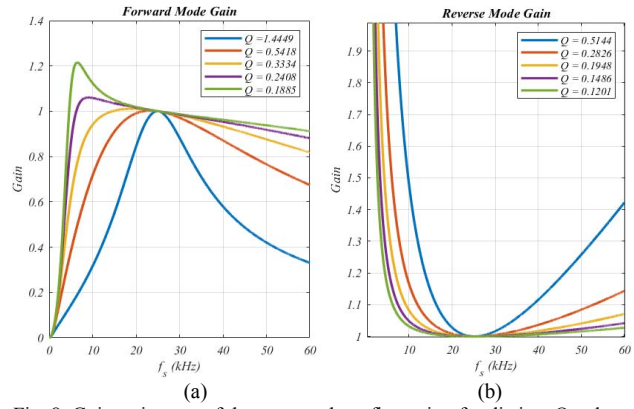 Forward Mode Gain
1.4
1.2
1
0.8
0.6
0.4
0.2
0
Gain
Q =1.4449
Q = 0.5418
Q = 0.3334
Q = 0.2408
Q = 0.1885
0 10 20 30 40 50 60
f_s (kHz)
(a)
Reverse Mode Gain
1.9
1.8
1.7
1.6
1.5
1.4
1.3
1.2
1.1
1
Gain
Q = 0.5144
Q = 0.2826
Q = 0.1948
Q = 0.1486
Q = 0.1201
10 20 30 40 50 60
f_s (kHz)
(b)